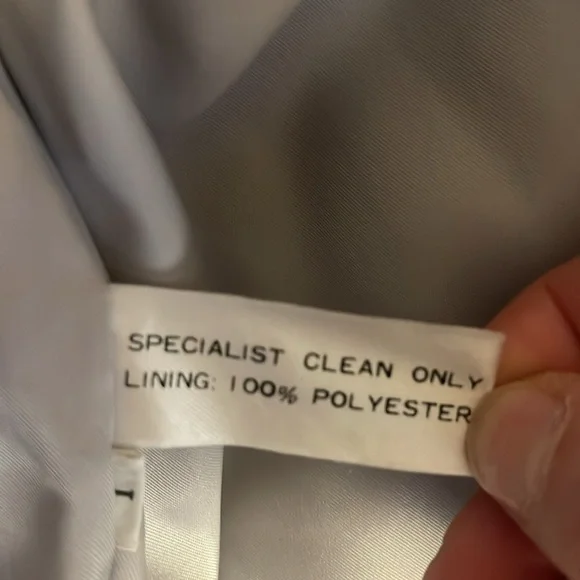 SPECIALIST CLEAN ONLY
LINING: 100% POLYESTER